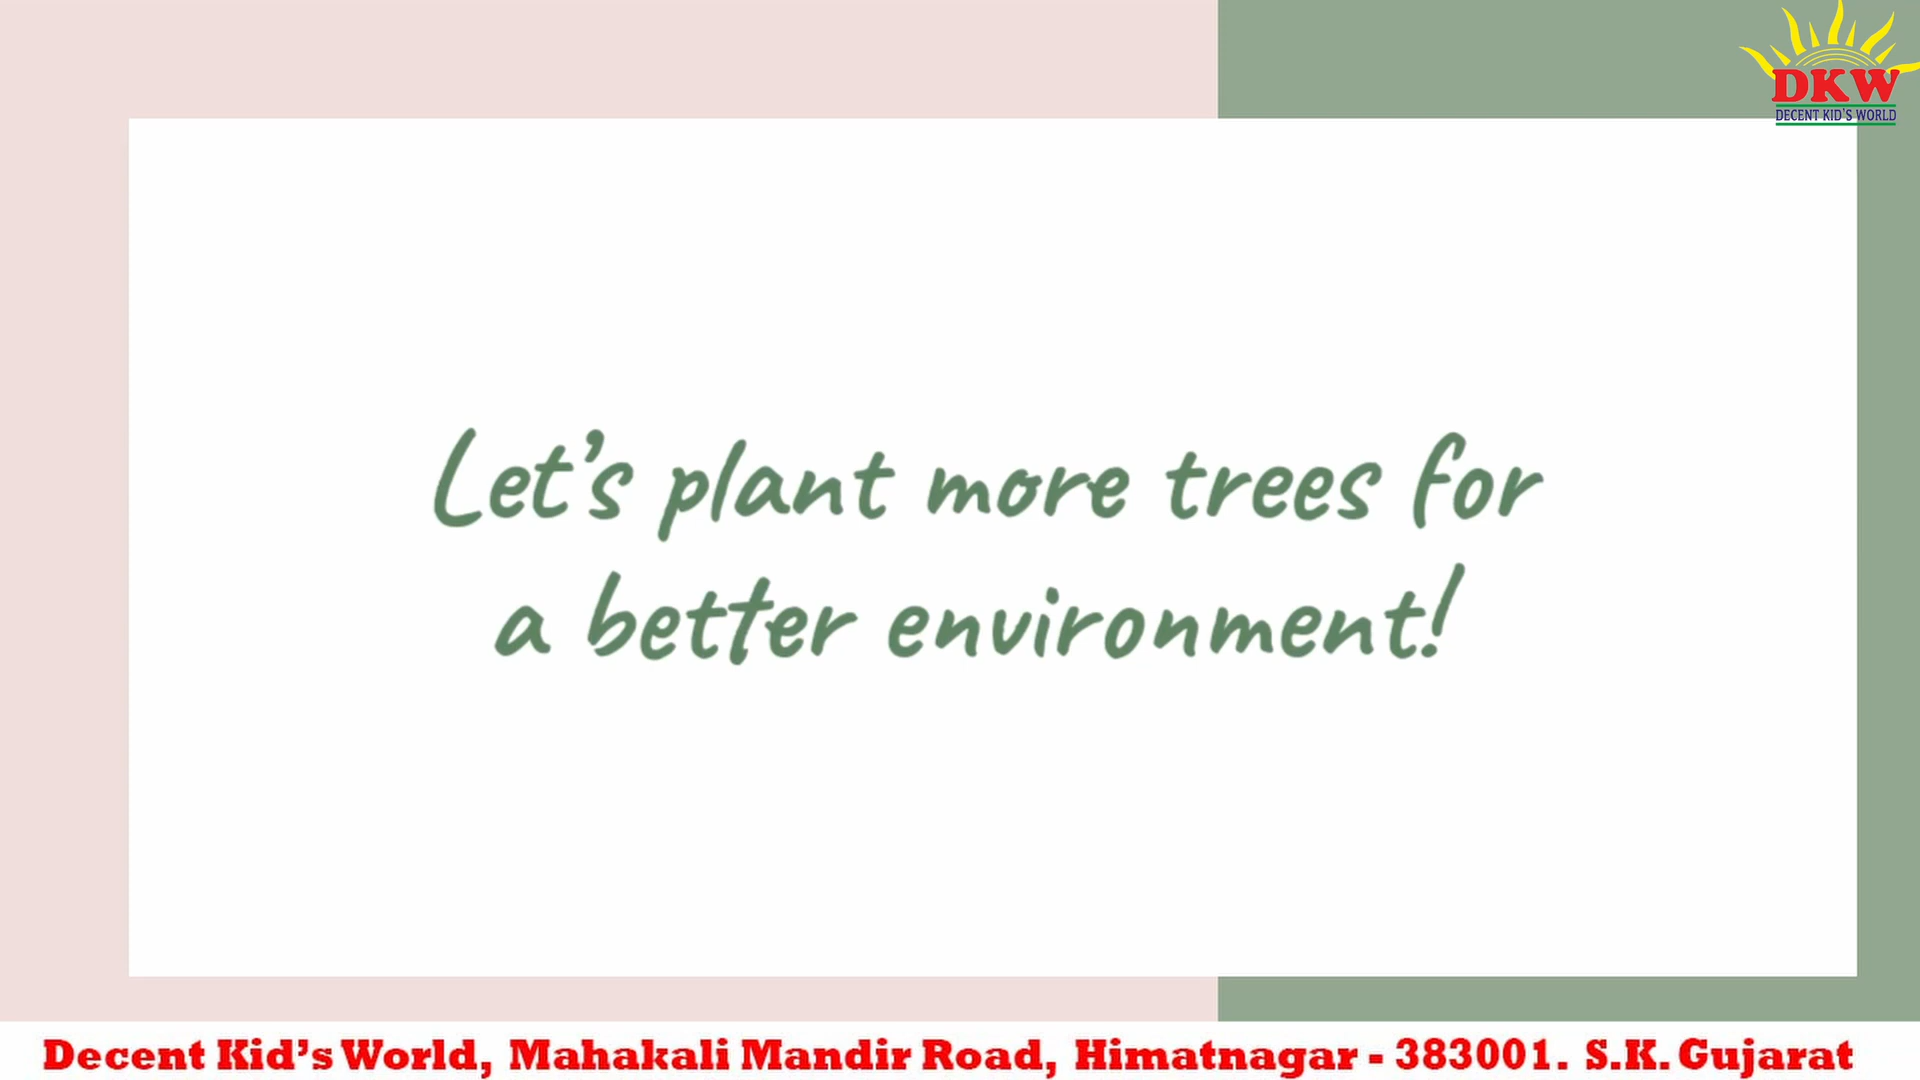 DKW
DECENT KID'S WORLD
Let's plant more trees for
a better environment!
Decent Kid's World, Mahakali Mandir Road, Himatnagar - 383001. S.K. Gujarat